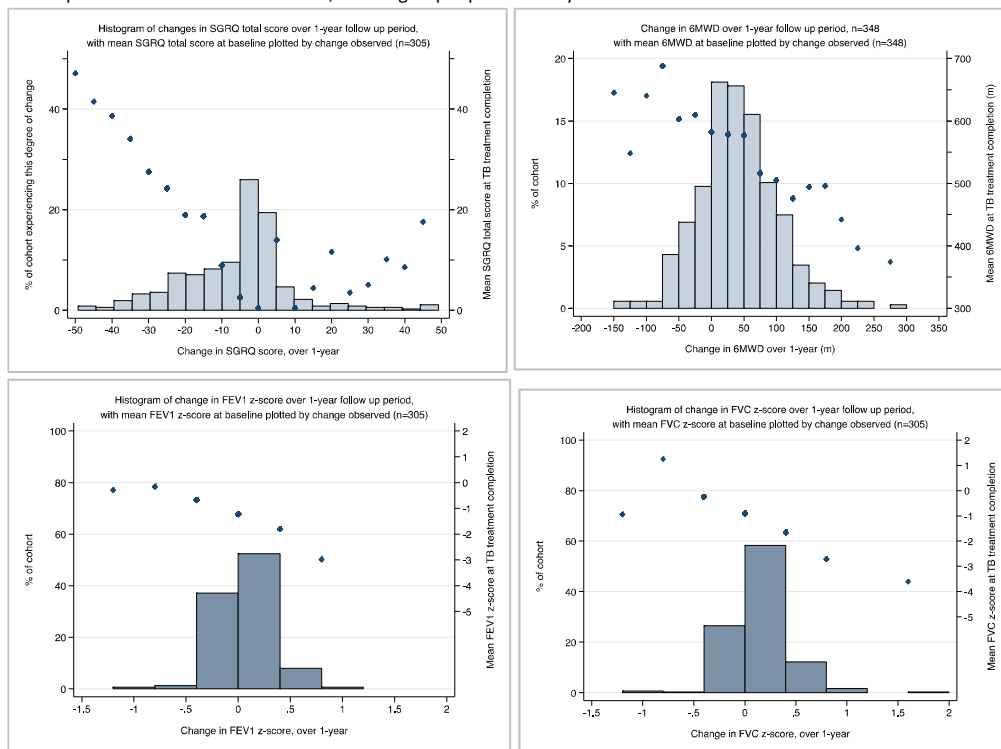 Histogram of changes in SGRQ total score over 1-year follow up period,
with mean SGRQ total score at baseline plotted by change observed (n=305)
% of cohort experiencing this degree of change
40
20
0
40
20
0
Mean SGRQ total score at TB treatment completion
-50 -40 -30 -20 -10 0 10 20 30 40 50
Change in SGRQ score, over 1-year
Change in 6MWD over 1-year follow up period, n=348
with mean 6MWD at baseline plotted by change observed (n=348)
% of cohort
20
15
10
5
0
700
600
500
400
300
Mean 6MWD at TB treatment completion (m)
-200 -150 -100 -50 0 50 100 150 200 250 300 350
Change in 6MWD over 1-year (m)
Histogram of change in FEV1 z-score over 1-year follow up period,
with mean FEV1 z-score at baseline plotted by change observed (n=305)
% of cohort
100
80
60
40
20
0
2
1
0
-1
-2
-3
-4
-5
Mean FEV1 z-score at TB treatment completion
-1.5 -1 -.5 0 .5 1 1.5 2
Change in FEV1 z-score, over 1-year
Histogram of change in FVC z-score over 1-year follow up period,
with mean FVC z-score at baseline plotted by change observed (n=305)
% of cohort
100
80
60
40
20
0
2
1
0
-1
-2
-3
-4
-5
Mean FVC z-score at TB treatment completion
-1.5 -1 -.5 0 .5 1 1.5 2
Change in FVC z-score, over 1-year